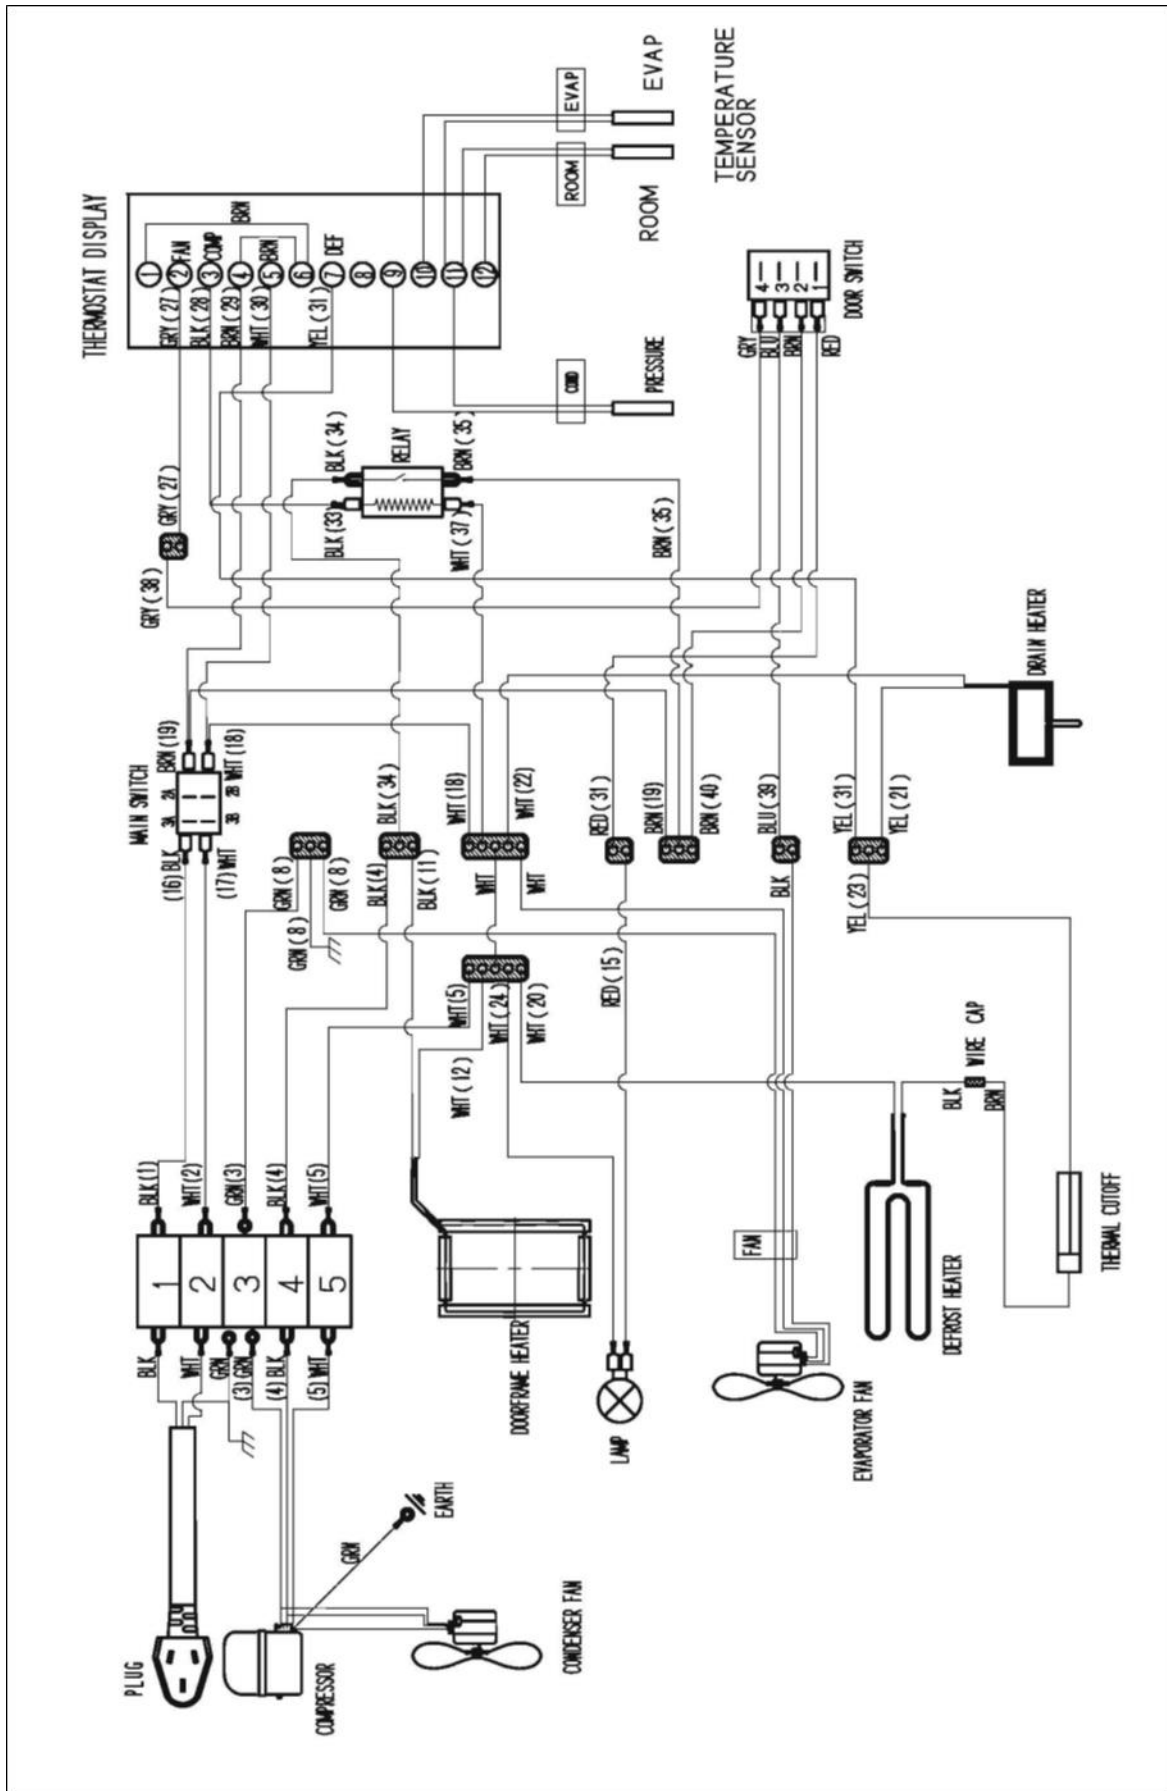 THERMOSTAT DISPLAY
1
2 FAN
3 COMP
4
5
6
7 DEF
8
9
10
11
12
BRN
BRN
GRY(27)
BLK(28)
BRN(29)
WHT(30)
YEL(31)
EVAP
ROOM
EVAP
ROOM
TEMPERATURE
SENSOR
COND
PRESSURE
4
3
2
1
DOOR SWITCH
GRY
BLU
BRN
RED
GRY(27)
GRY(38)
BLK(34)
BLK(33)
RELAY
BRN(35)
WHT(37)
BRN(35)
MAIN SWITCH
BRN(19)
WHT(18)
3A 2A
3B 2B
(16)BLK
(17)WHT
GRN(8)
GRN(8)
GRN(8)
BLK(34)
BLK(4)
BLK(11)
WHT(18)
WHT(22)
WHT
WHT
RED(31)
BRN(19)
BRN(40)
BLU(39)
BLK
YEL(31)
YEL(21)
YEL(23)
DRAIN HEATER
WHT(5)
WHT(24)
WHT(20)
WHT(12)
RED(15)
BLK
WIRE CAP
BRN
BLK(1)
WHT(2)
GRN(3)
BLK(4)
WHT(5)
1
2
3
4
5
BLK
WHT
GRN
(3)GRN
(4)BLK
(5)WHT
DOORFRAME HEATER
LAMP
FAN
EVAPORATOR FAN
DEFROST HEATER
THERMAL CUTOFF
PLUG
COMPRESSOR
GRN
EARTH
CONDENSER FAN